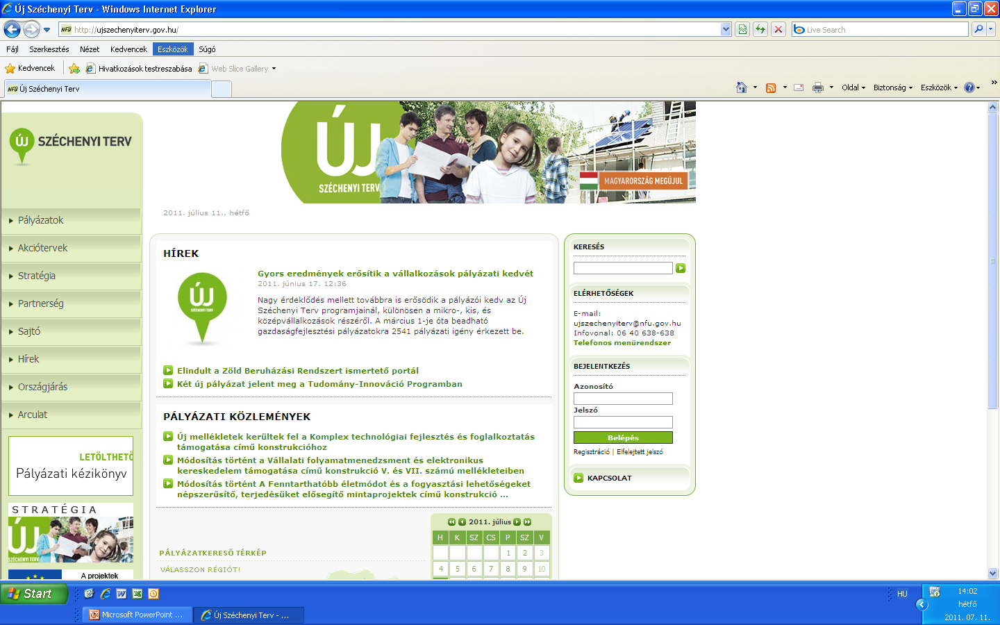 Új Széchenyi Terv - Windows Internet Explorer
NFÜ http://ujszechenyiterv.gov.hu/
Live Search
Fájl Szerkesztés Nézet Kedvencek Eszközök Súgó
Kedvencek Hivatkozások testreszabása Web Slice Gallery
NFÜ Új Széchenyi Terv
Oldal Biztonság Eszközök
ÚJ SZÉCHENYI TERV
ÚJ
SZÉCHENYI TERV
MAGYARORSZÁG MEGÚJUL
2011. július 11., hétfő
Pályázatok
Akciótervek
Stratégia
Partnerség
Sajtó
Hírek
Országjárás
Arculat
LETÖLTHETŐ
Pályázati kézikönyv
STRATÉGIA
ÚJ
SZÉCHENYI TERV
A projektek
HÍREK
ÚJ
SZÉCHENYI TERV
Gyors eredmények erősítik a vállalkozások pályázati kedvét
2011. június 17. 12:36
Nagy érdeklődés mellett továbbra is erősödik a pályázói kedv az Új
Széchenyi Terv programjainál, különösen a mikro-, kis, és
középvállalkozások részéről. A március 1-je óta beadható
gazdaságfejlesztési pályázatokra 2541 pályázati igény érkezett be.
Elindult a Zöld Beruházási Rendszert ismertető portál
Két új pályázat jelent meg a Tudomány-Innováció Programban
PÁLYÁZATI KÖZLEMÉNYEK
Új mellékletek kerültek fel a Komplex technológiai fejlesztés és foglalkoztatás
támogatása című konstrukcióhoz
Módosítás történt a Vállalati folyamatmenedzsment és elektronikus
kereskedelem támogatása című konstrukció V. és VII. számú mellékleteiben
Módosítás történt A Fenntarthatóbb életmódot és a fogyasztási lehetőségeket
népszerűsítő, terjedésüket elősegítő mintaprojektek című konstrukció ...
PÁLYÁZATKERESŐ TÉRKÉP
VÁLASSZON RÉGIÓT!
2011. július
H K SZ CS P SZ V
1 2 3
4 5 6 7 8 9 10
KERESÉS
ELÉRHETŐSÉGEK
E-mail:
ujszechenyiterv@nfu.gov.hu
Infovonal: 06 40 638-638
Telefonos menürendszer
BEJELENTKEZÉS
Azonosító
Jelszó
Belépés
Regisztráció | Elfelejtett jelszó
KAPCSOLAT
Start
Microsoft PowerPoint ...
Új Széchenyi Terv - ...
HU
14:02
hétfő
2011. 07. 11.